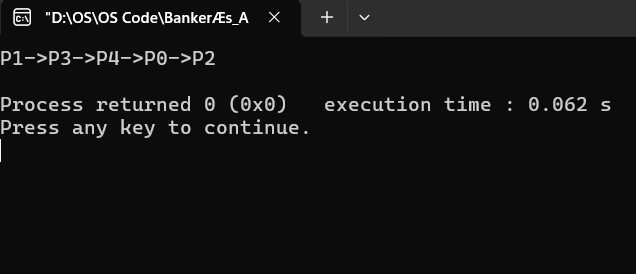 "D:\OS\OS Code\BankerÆs_A
P1->P3->P4->P0->P2
Process returned 0 (0x0)   execution time : 0.062 s
Press any key to continue.